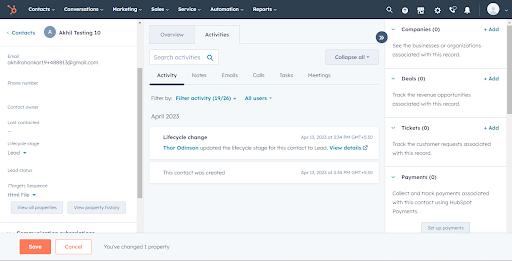 Contacts Conversations Marketing Sales Service Automation Reports
Contacts
A Akhil Testing 10
Email
akhilrahankar19+488813@gmail.com
Phone number
Contact owner
Last contacted
--
Lifecycle stage
Lead
Lead status
iTargets Sequence
Html File
View all properties View property history
Communication subscriptions
Overview Activities
Search activities
Collapse all
Activity Notes Emails Calls Tasks Meetings
Filter by: Filter activity (19/26) All users
April 2023
Lifecycle change Apr 13, 2023 at 3:34 PM GMT+5:30
Thor Odinson updated the lifecycle stage for this contact to Lead. View details
This contact was created Apr 13, 2023 at 3:34 PM GMT+5:30
Companies (0) + Add
See the businesses or organizations
associated with this record.
Deals (0) + Add
Track the revenue opportunities
associated with this record.
Tickets (0) + Add
Track the customer requests associated
with this record.
Payments (0)
Collect and track payments associated
with this contact using HubSpot
Payments.
Set up payments
Save Cancel You've changed 1 property